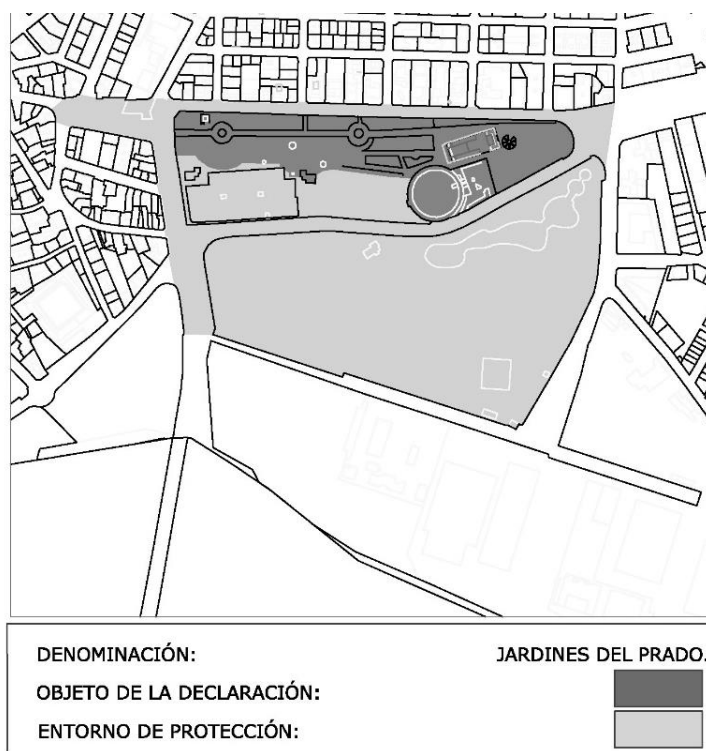 DENOMINACIÓN: JARDINES DEL PRADO.
OBJETO DE LA DECLARACIÓN:
ENTORNO DE PROTECCIÓN: